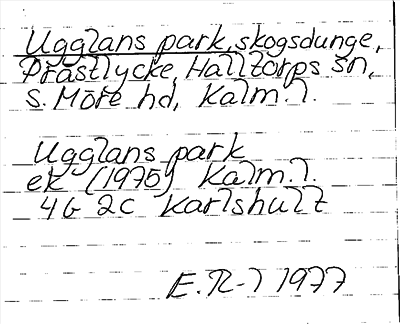 Ugglans park, skogsdunge,
Prästlycke, Halltorps sn,
S. Möre hd, Kalm. l.
Ugglans park
ek (1975) Kalm. l.
4G 2c Karlshult
E. R-l 1977